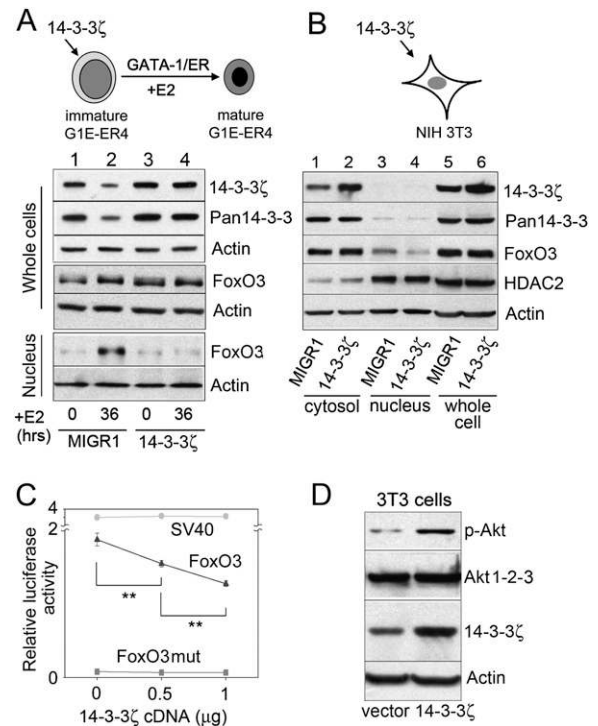 A
14-3-3ζ
GATA-1/ER
+E2
immature
G1E-ER4
mature
G1E-ER4
1 2 3 4
Whole cells
14-3-3ζ
Pan14-3-3
Actin
FoxO3
Actin
Nucleus
FoxO3
Actin
+E2
(hrs)
0 36 0 36
MIGR1 14-3-3ζ
B
14-3-3ζ
NIH 3T3
1 2 3 4 5 6
14-3-3ζ
Pan14-3-3
FoxO3
HDAC2
Actin
MIGR1 14-3-3ζ MIGR1 14-3-3ζ MIGR1 14-3-3ζ
cytosol nucleus whole
cell
C
Relative luciferase
activity
4
2
0
SV40
FoxO3
**
**
FoxO3mut
0 0.5 1
14-3-3ζ cDNA (μg)
D
3T3 cells
p-Akt
Akt1-2-3
14-3-3ζ
Actin
vector 14-3-3ζ